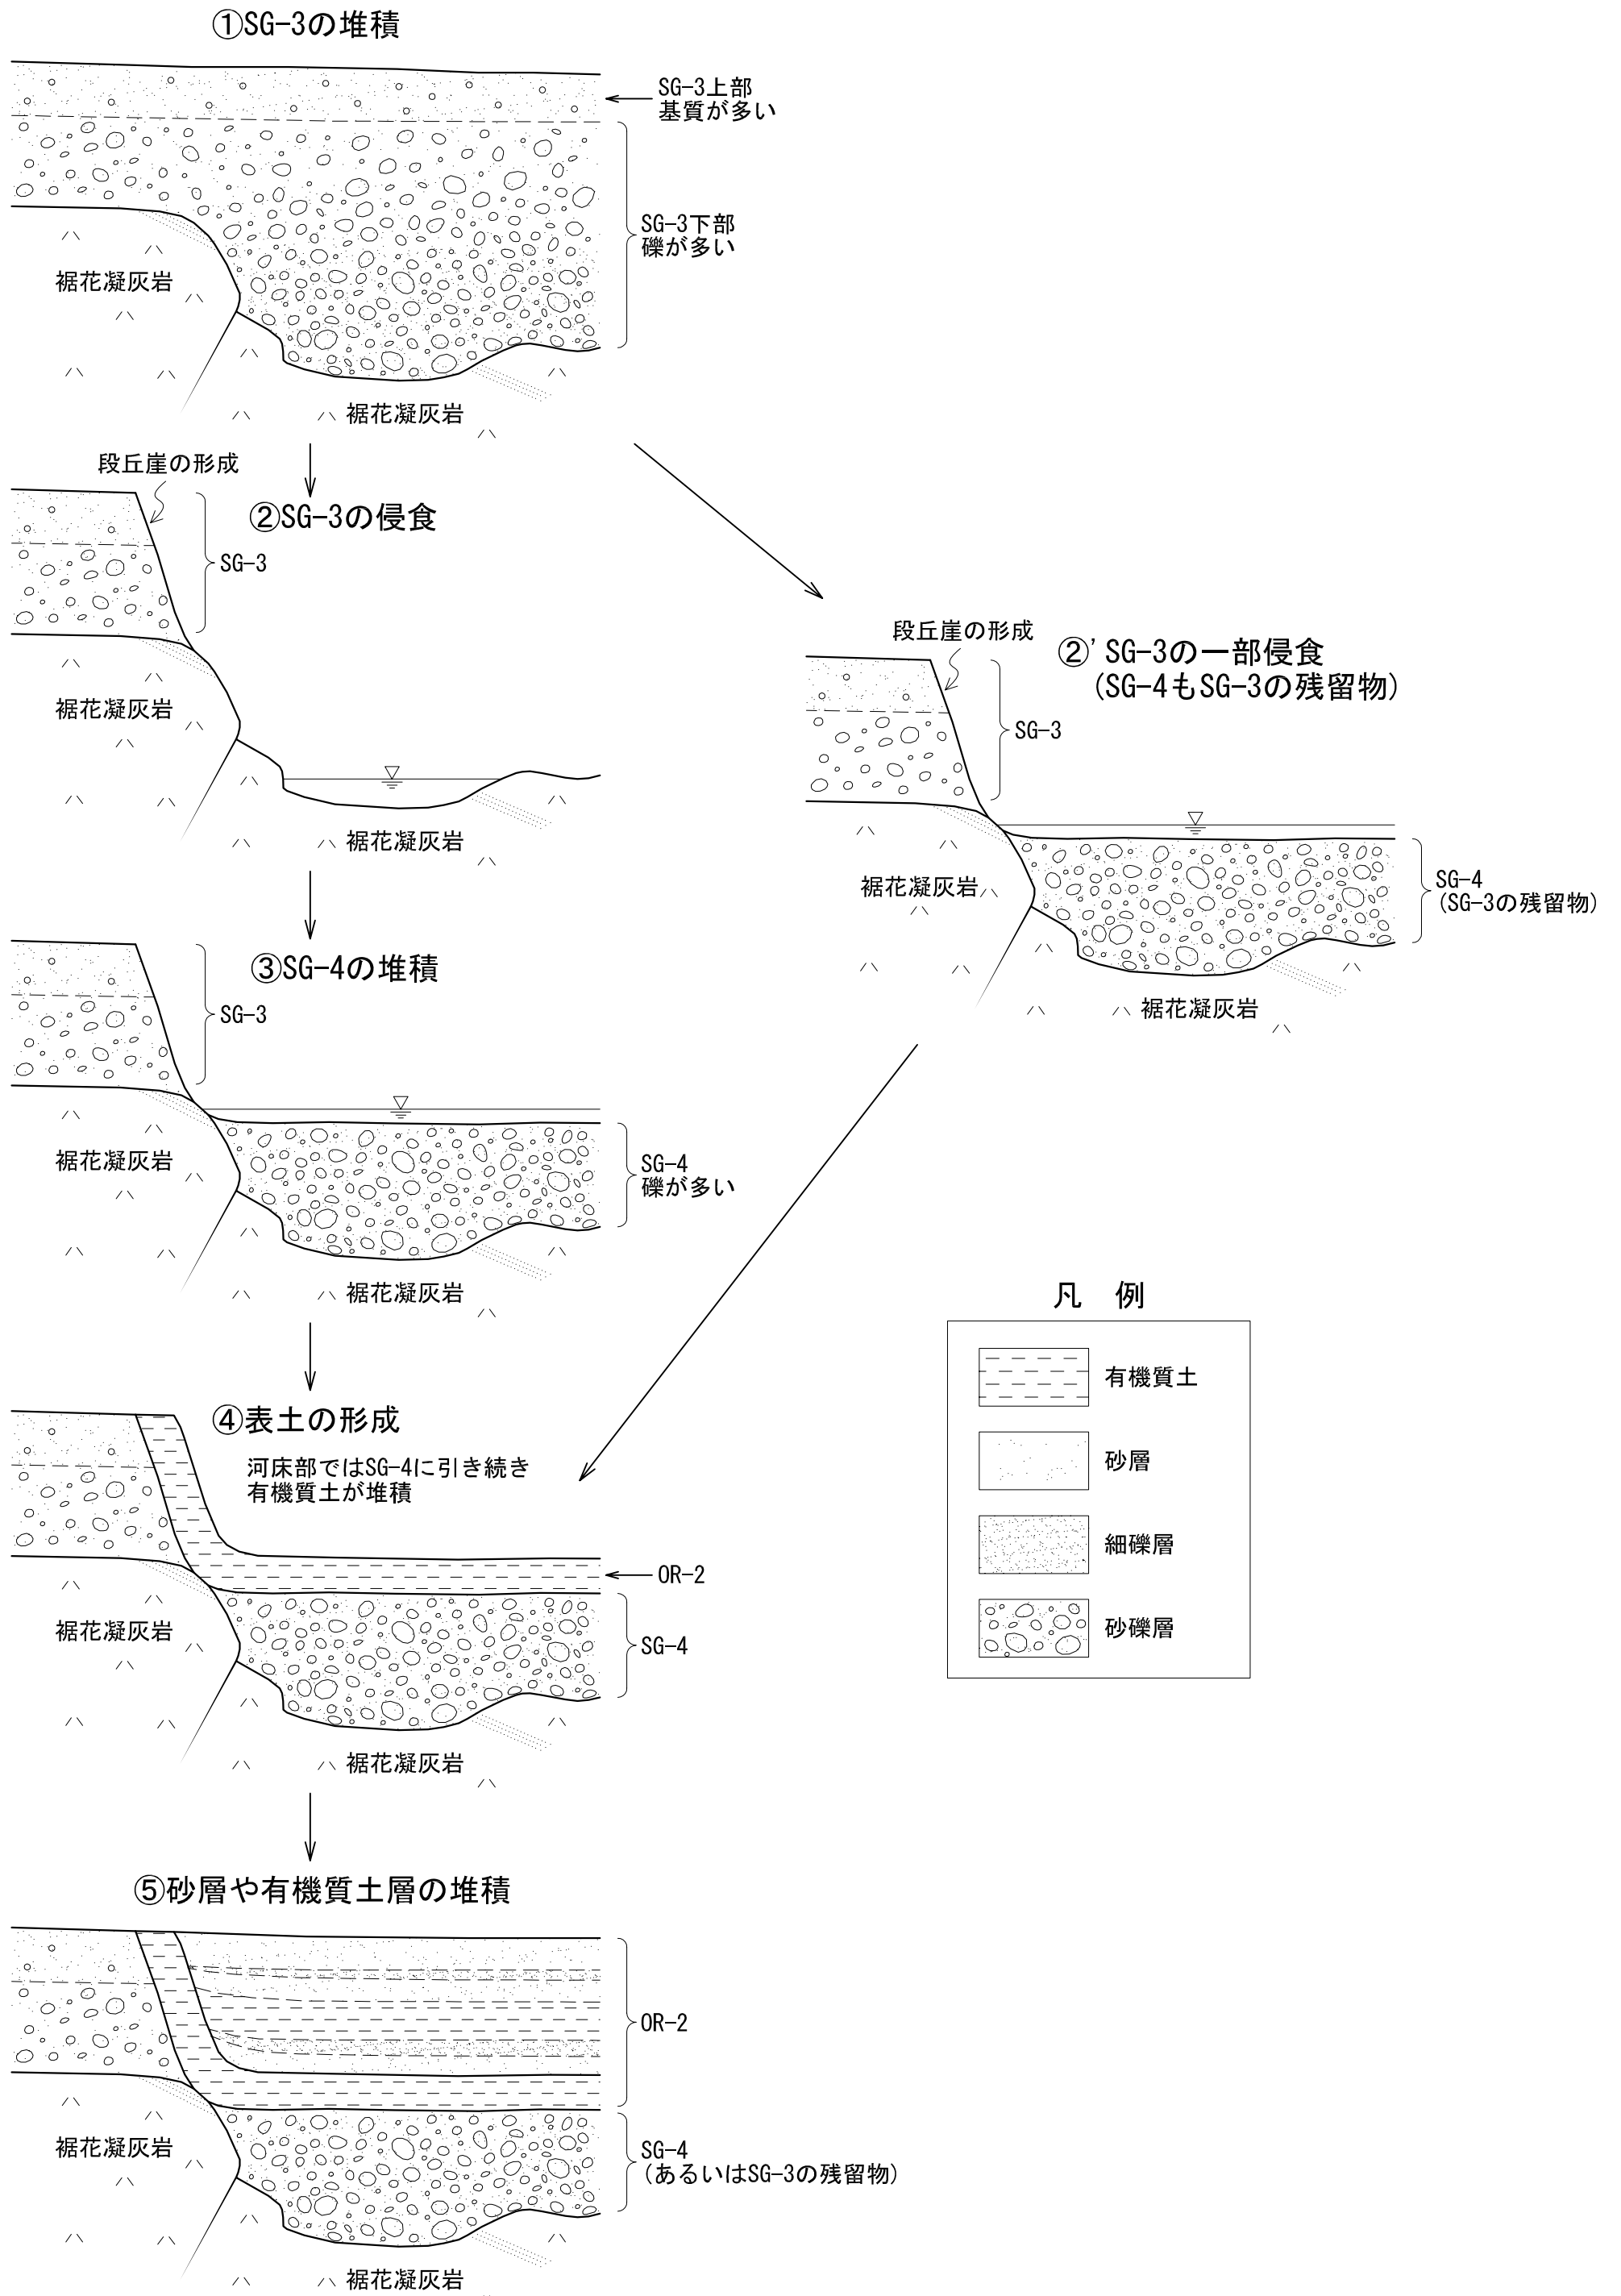 ①SG-3の堆積
SG-3上部
基質が多い
SG-3下部
礫が多い
裾花凝灰岩
裾花凝灰岩
段丘崖の形成
②SG-3の侵食
SG-3
裾花凝灰岩
裾花凝灰岩
段丘崖の形成
②’SG-3の一部侵食
(SG-4もSG-3の残留物)
SG-3
裾花凝灰岩
SG-4
(SG-3の残留物)
裾花凝灰岩
③SG-4の堆積
SG-3
裾花凝灰岩
SG-4
礫が多い
裾花凝灰岩
④表土の形成
河床部ではSG-4に引き続き
有機質土が堆積
OR-2
裾花凝灰岩
SG-4
裾花凝灰岩
凡 例
有機質土
砂層
細礫層
砂礫層
⑤砂層や有機質土層の堆積
OR-2
裾花凝灰岩
SG-4
(あるいはSG-3の残留物)
裾花凝灰岩